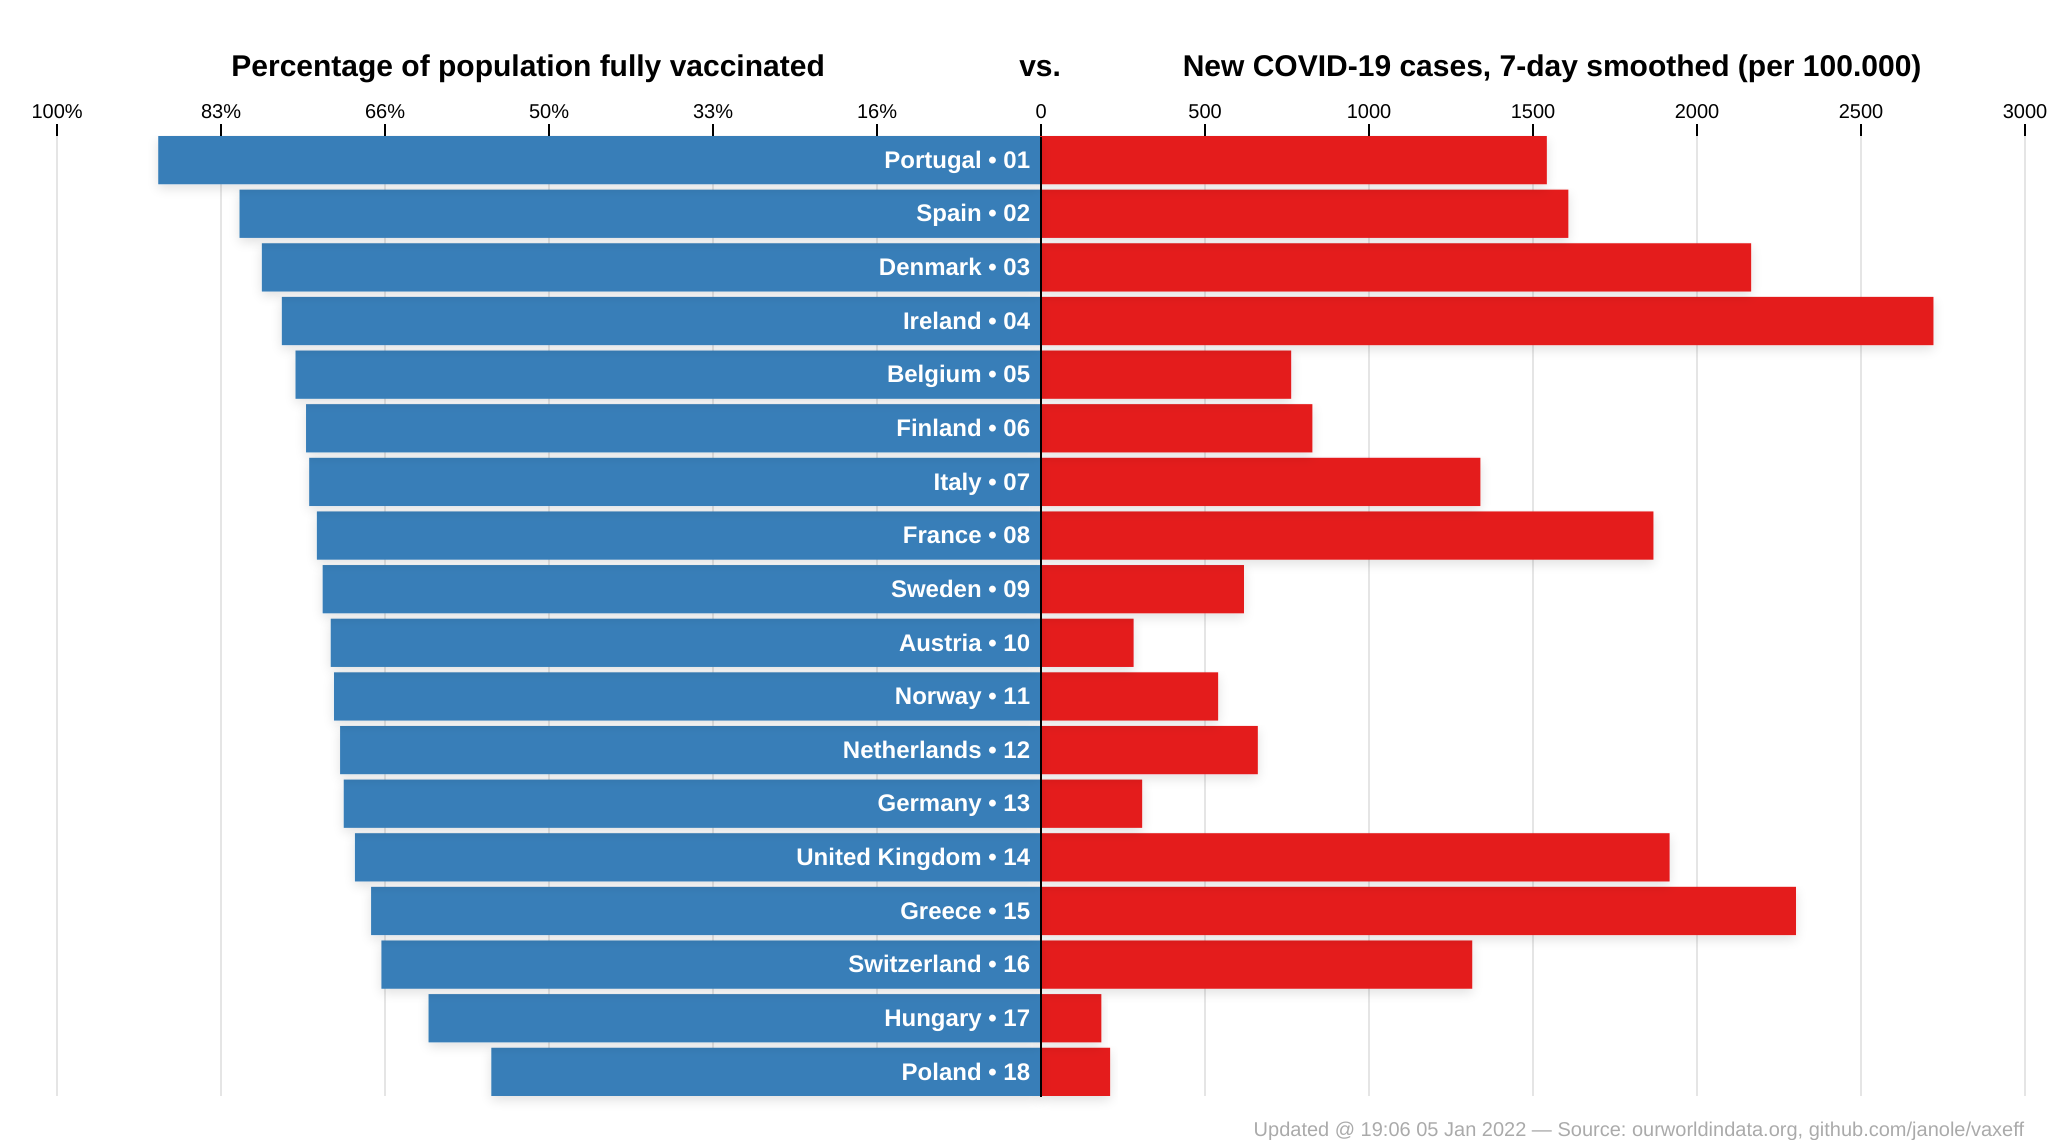 Percentage of population fully vaccinated vs. New COVID-19 cases, 7-day smoothed (per 100.000)
100% 83% 66% 50% 33% 16% 0 500 1000 1500 2000 2500 3000
Portugal • 01
Spain • 02
Denmark • 03
Ireland • 04
Belgium • 05
Finland • 06
Italy • 07
France • 08
Sweden • 09
Austria • 10
Norway • 11
Netherlands • 12
Germany • 13
United Kingdom • 14
Greece • 15
Switzerland • 16
Hungary • 17
Poland • 18
Updated @ 19:06 05 Jan 2022 — Source: ourworldindata.org, github.com/janole/vaxeff